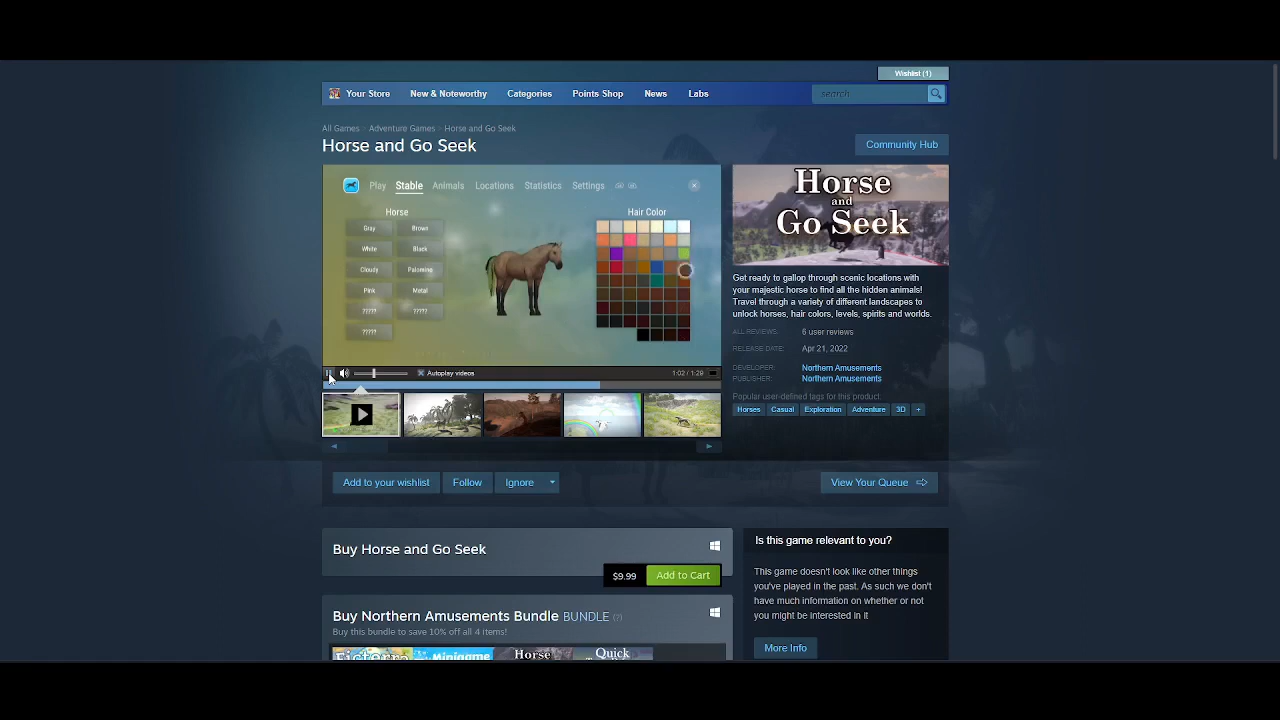 Wishlist (1)
Your Store New & Noteworthy Categories Points Shop News Labs search
All Games Adventure Games Horse and Go Seek
Horse and Go Seek
Community Hub
Play Stable Animals Locations Statistics Settings
Horse
Gray Brown
White Black
Cloudy Palomino
Pink Metal
????? ?????
?????
Hair Color
Autoplay videos 1:02 / 1:29
Horse
and
Go Seek
Get ready to gallop through scenic locations with
your majestic horse to find all the hidden animals!
Travel through a variety of different landscapes to
unlock horses, hair colors, levels, spirits and worlds.
ALL REVIEWS: 6 user reviews
RELEASE DATE: Apr 21, 2022
DEVELOPER: Northern Amusements
PUBLISHER: Northern Amusements
Popular user-defined tags for this product:
Horses Casual Exploration Adventure 3D +
Add to your wishlist Follow Ignore
View Your Queue
Buy Horse and Go Seek
$9.99 Add to Cart
Buy Northern Amusements Bundle BUNDLE (?)
Buy this bundle to save 10% off all 4 items!
Fisterra Minigame Horse Quick
Is this game relevant to you?
This game doesn't look like other things
you've played in the past. As such we don't
have much information on whether or not
you might be interested in it
More Info